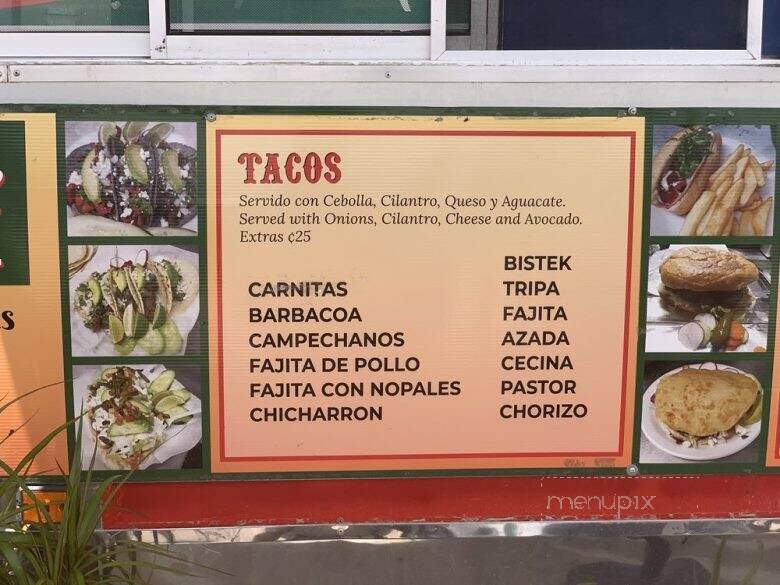 TACOS
Servido con Cebolla, Cilantro, Queso y Aguacate.
Served with Onions, Cilantro, Cheese and Avocado.
Extras ¢25
CARNITAS
BARBACOA
CAMPECHANOS
FAJITA DE POLLO
FAJITA CON NOPALES
CHICHARRON
BISTEK
TRIPA
FAJITA
AZADA
CECINA
PASTOR
CHORIZO
menupix